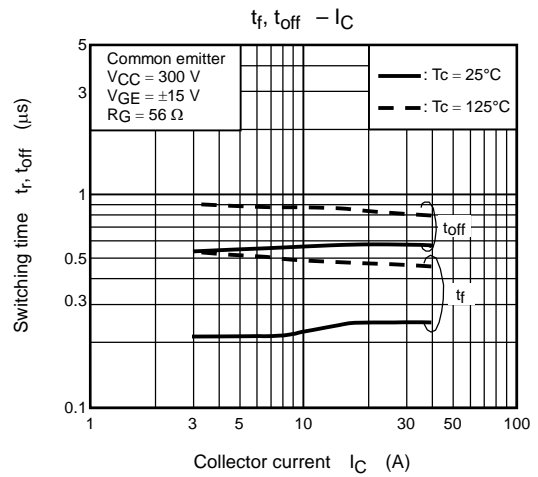 tf, toff – IC
Common emitter
VCC = 300 V
VGE = ±15 V
RG = 56 Ω
: Tc = 25°C
: Tc = 125°C
toff
tf
Switching time tr, toff (μs)
5
3
1
0.5
0.3
0.1
1
3
5
10
30
50
100
Collector current IC (A)